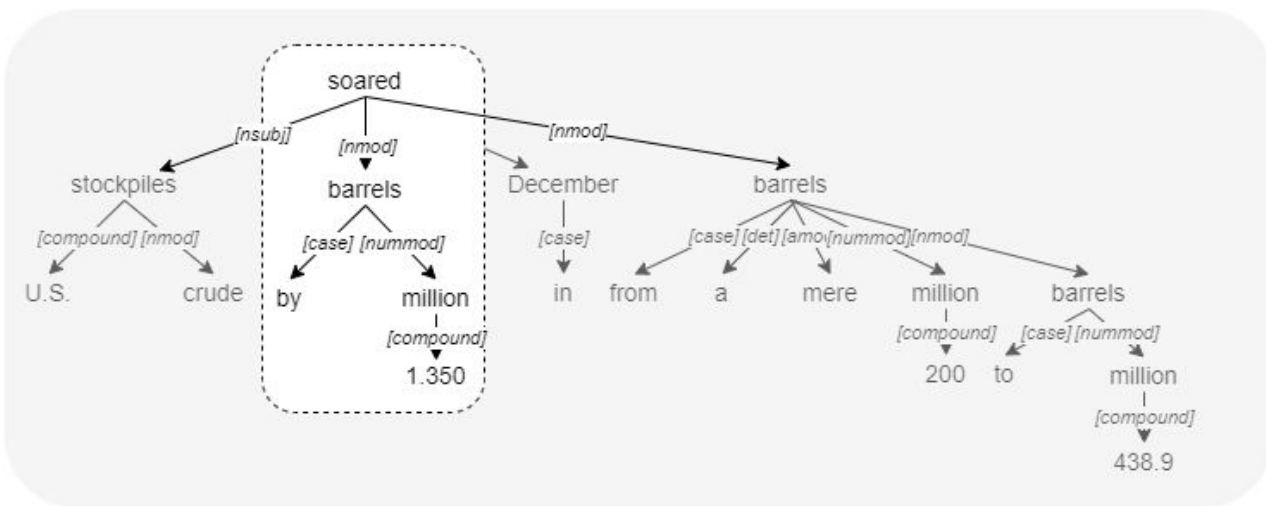 soared
[nsubj] [nmod] [nmod]
stockpiles barrels December barrels
[compound] [nmod] [case] [nummod] [case] [case] [det] [amo [nummod] [nmod]
U.S. crude by million in from a mere million barrels
[compound] [compound] [case] [nummod]
1.350 200 to million
[compound]
438.9